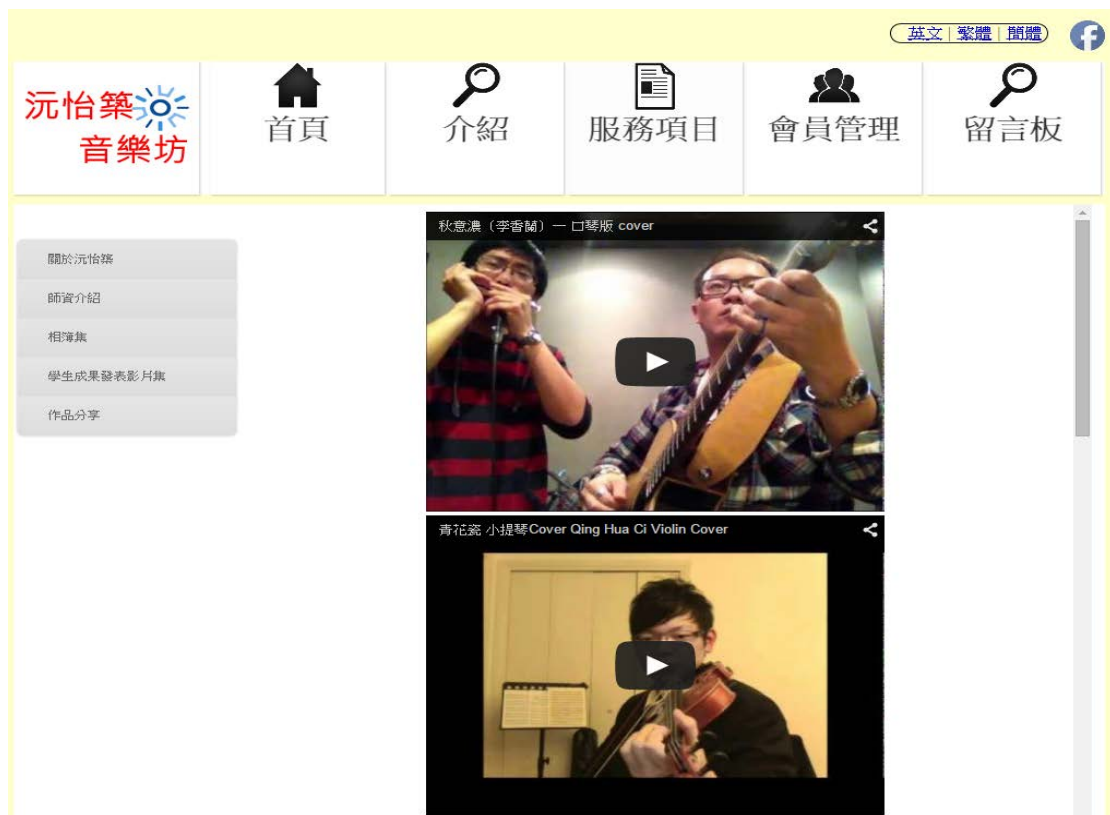 英文 | 繁體 | 簡體
沅怡築
音樂坊
首頁
介紹
服務項目
會員管理
留言板
關於沅怡築
師資介紹
相簿集
學生成果發表影片集
作品分享
秋意濃（李香蘭）— 口琴版 cover
青花瓷 小提琴Cover Qing Hua Ci Violin Cover